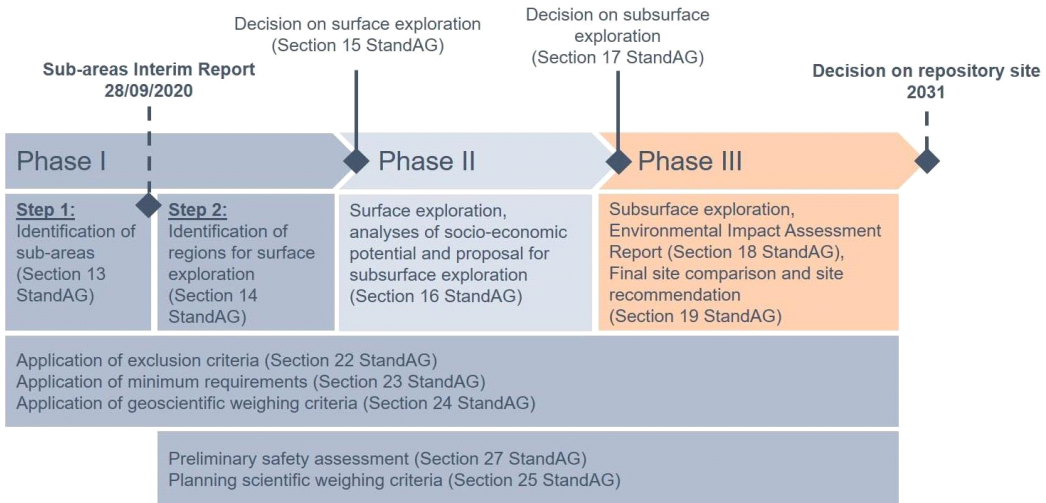 Decision on surface exploration
(Section 15 StandAG)
Decision on subsurface
exploration
(Section 17 StandAG)
Sub-areas Interim Report
28/09/2020
Decision on repository site
2031
Phase I
Phase II
Phase III
Step 1:
Identification of
sub-areas
(Section 13
StandAG)
Step 2:
Identification of
regions for surface
exploration
(Section 14
StandAG)
Surface exploration,
analyses of socio-economic
potential and proposal for
subsurface exploration
(Section 16 StandAG)
Subsurface exploration,
Environmental Impact Assessment
Report (Section 18 StandAG),
Final site comparison and site
recommendation
(Section 19 StandAG)
Application of exclusion criteria (Section 22 StandAG)
Application of minimum requirements (Section 23 StandAG)
Application of geoscientific weighing criteria (Section 24 StandAG)
Preliminary safety assessment (Section 27 StandAG)
Planning scientific weighing criteria (Section 25 StandAG)